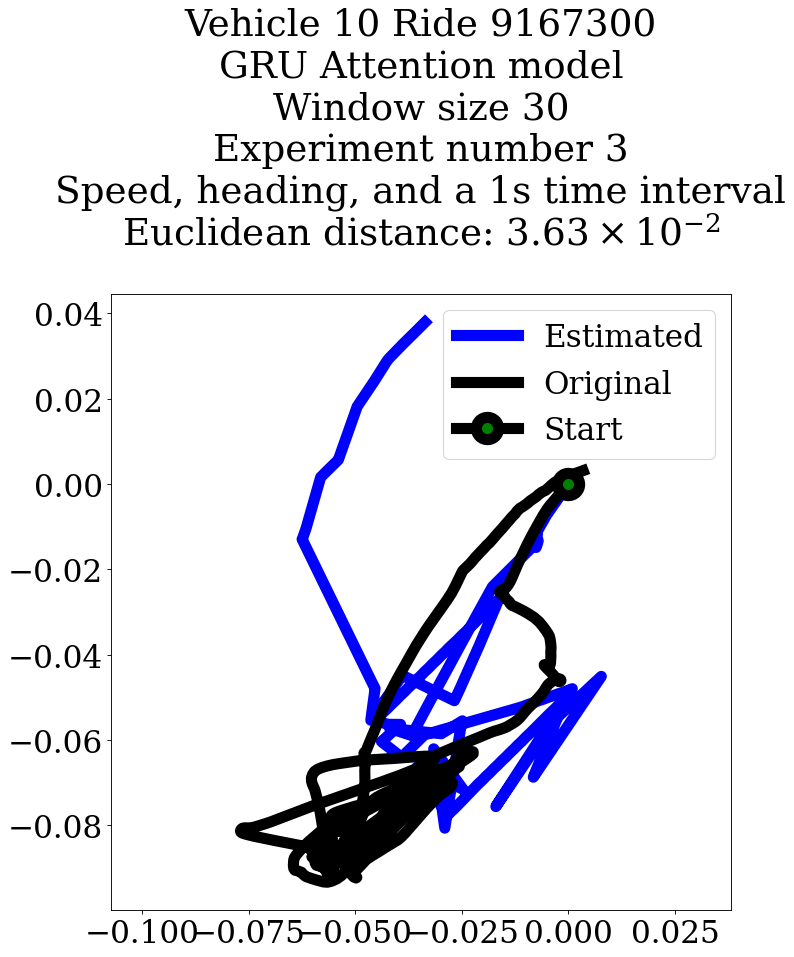 Vehicle 10 Ride 9167300
GRU Attention model
Window size 30
Experiment number 3
Speed, heading, and a 1s time interval
Euclidean distance: 3.63 × 10⁻²
Estimated
Original
Start
0.04
0.02
0.00
−0.02
−0.04
−0.06
−0.08
−0.100 −0.075 −0.050 −0.025 0.000 0.025